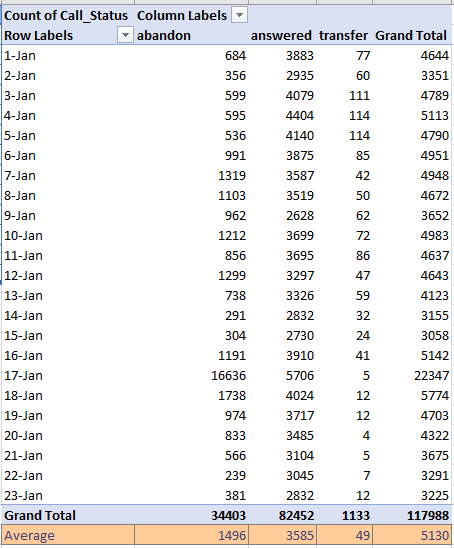 Count of Call_Status Column Labels
Row Labels abandon answered transfer Grand Total
1-Jan 684 3883 77 4644
2-Jan 356 2935 60 3351
3-Jan 599 4079 111 4789
4-Jan 595 4404 114 5113
5-Jan 536 4140 114 4790
6-Jan 991 3875 85 4951
7-Jan 1319 3587 42 4948
8-Jan 1103 3519 50 4672
9-Jan 962 2628 62 3652
10-Jan 1212 3699 72 4983
11-Jan 856 3695 86 4637
12-Jan 1299 3297 47 4643
13-Jan 738 3326 59 4123
14-Jan 291 2832 32 3155
15-Jan 304 2730 24 3058
16-Jan 1191 3910 41 5142
17-Jan 16636 5706 5 22347
18-Jan 1738 4024 12 5774
19-Jan 974 3717 12 4703
20-Jan 833 3485 4 4322
21-Jan 566 3104 5 3675
22-Jan 239 3045 7 3291
23-Jan 381 2832 12 3225
Grand Total 34403 82452 1133 117988
Average 1496 3585 49 5130